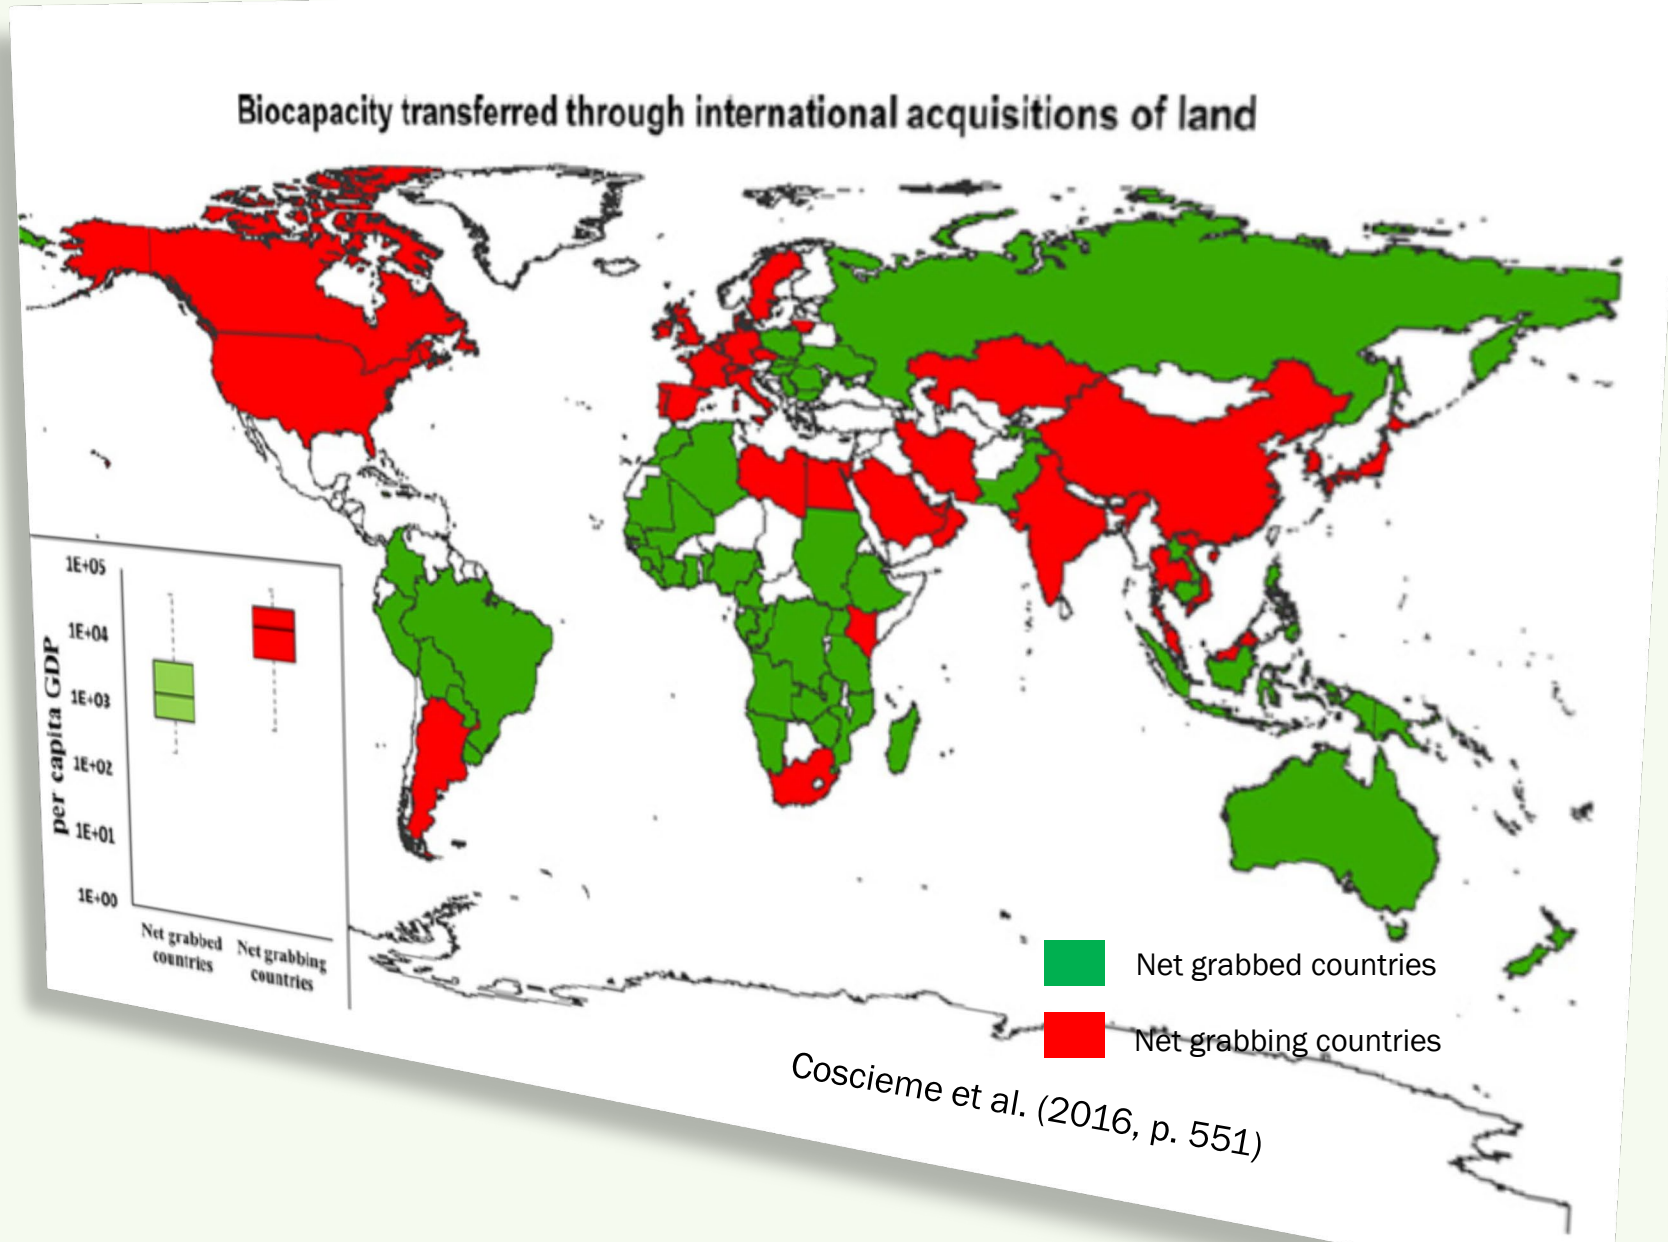 Biocapacity transferred through international acquisitions of land
1E+05
1E+04
1E+03
1E+02
1E+01
1E+00
per capita GDP
Net grabbed
countries
Net grabbing
countries
Net grabbed countries
Net grabbing countries
Coscieme et al. (2016, p. 551)